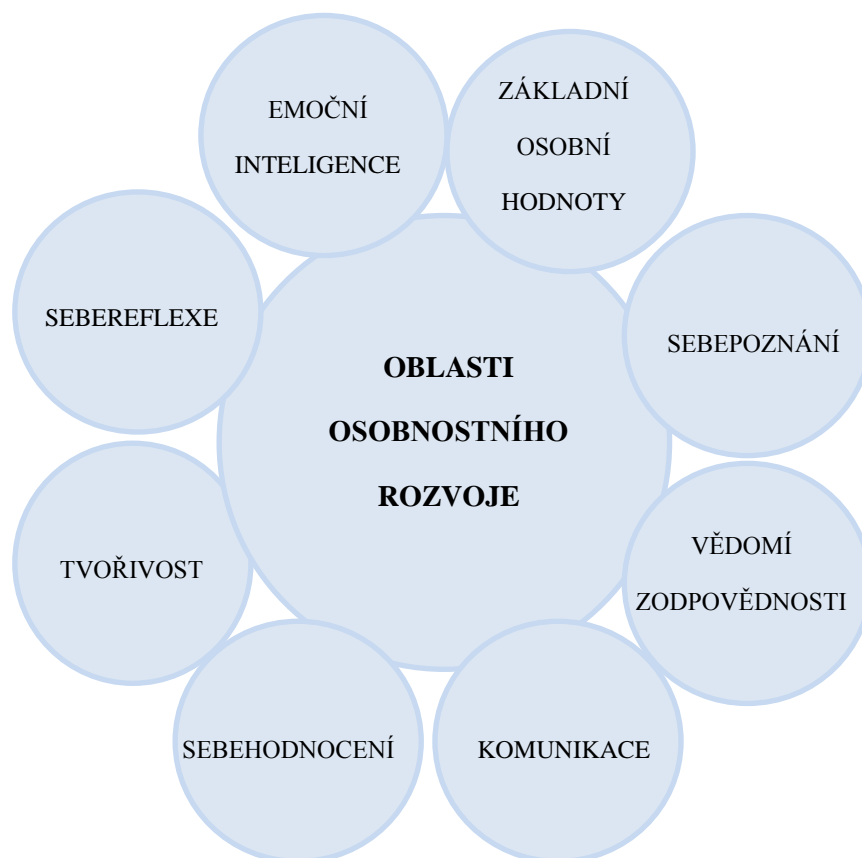 EMOČNÍ
INTELIGENCE
ZÁKLADNÍ
OSOBNÍ
HODNOTY
SEBEREFLEXE
SEBEPOZNÁNÍ
OBLASTI
OSOBNOSTNÍHO
ROZVOJE
TVOŘIVOST
VĚDOMÍ
ZODPOVĚDNOSTI
SEBEHODNOCENÍ
KOMUNIKACE